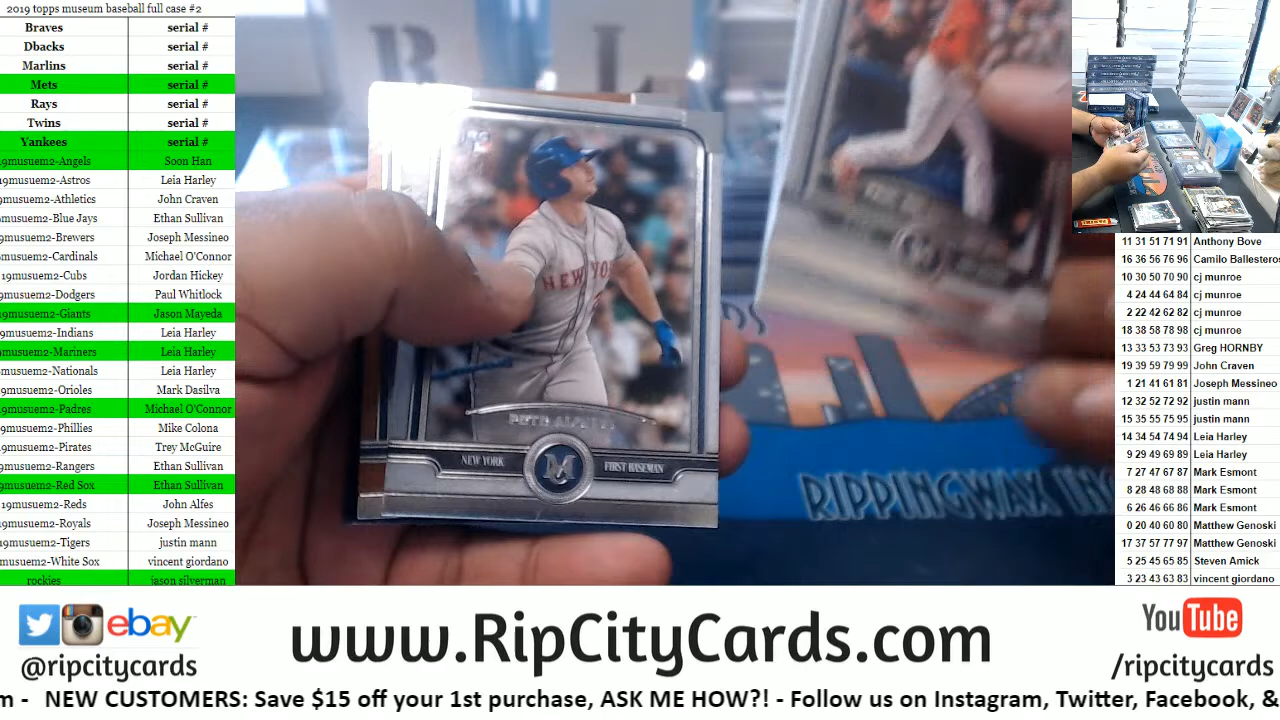 2019 topps museum baseball full case #2
Braves serial #
Dbacks serial #
Marlins serial #
Mets serial #
Rays serial #
Twins serial #
Yankees serial #
19musuem2-Angels Soon Han
19musuem2-Astros Leia Harley
9musuem2-Athletics John Craven
musuem2-Blue Jays Ethan Sullivan
9musuem2-Brewers Joseph Messineo
musuem2-Cardinals Michael O'Connor
19musuem2-Cubs Jordan Hickey
9musuem2-Dodgers Paul Whitlock
19musuem2-Giants Jason Mayeda
9musuem2-Indians Leia Harley
musuem2-Mariners Leia Harley
musuem2-Nationals Leia Harley
9musuem2-Orioles Mark Dasilva
19musuem2-Padres Michael O'Connor
9musuem2-Phillies Mike Colona
19musuem2-Pirates Trey McGuire
9musuem2-Rangers Ethan Sullivan
9musuem2-Red Sox Ethan Sullivan
19musuem2-Reds John Alfes
19musuem2-Royals Joseph Messineo
19musuem2-Tigers justin mann
musuem2-White Sox vincent giordano
rockies jason silverman
NEW YO
PETE ALONSO
NEW YORK
FIRST BASEMAN
M
RIPPINGWAX INC
11 31 51 71 91 Anthony Bove
16 36 56 76 96 Camilo Ballesteros
10 30 50 70 90 cj munroe
4 24 44 64 84 cj munroe
2 22 42 62 82 cj munroe
18 38 58 78 98 cj munroe
13 33 53 73 93 Greg HORNBY
19 39 59 79 99 John Craven
1 21 41 61 81 Joseph Messineo
12 32 52 72 92 justin mann
15 35 55 75 95 justin mann
14 34 54 74 94 Leia Harley
9 29 49 69 89 Leia Harley
7 27 47 67 87 Mark Esmont
8 28 48 68 88 Mark Esmont
6 26 46 66 86 Mark Esmont
0 20 40 60 80 Matthew Genoski
17 37 57 77 97 Matthew Genoski
5 25 45 65 85 Steven Amick
3 23 43 63 83 vincent giordano
ebay
@ripcitycards
www.RipCityCards.com
YouTube
/ripcitycards
m - NEW CUSTOMERS: Save $15 off your 1st purchase, ASK ME HOW?! - Follow us on Instagram, Twitter, Facebook, &